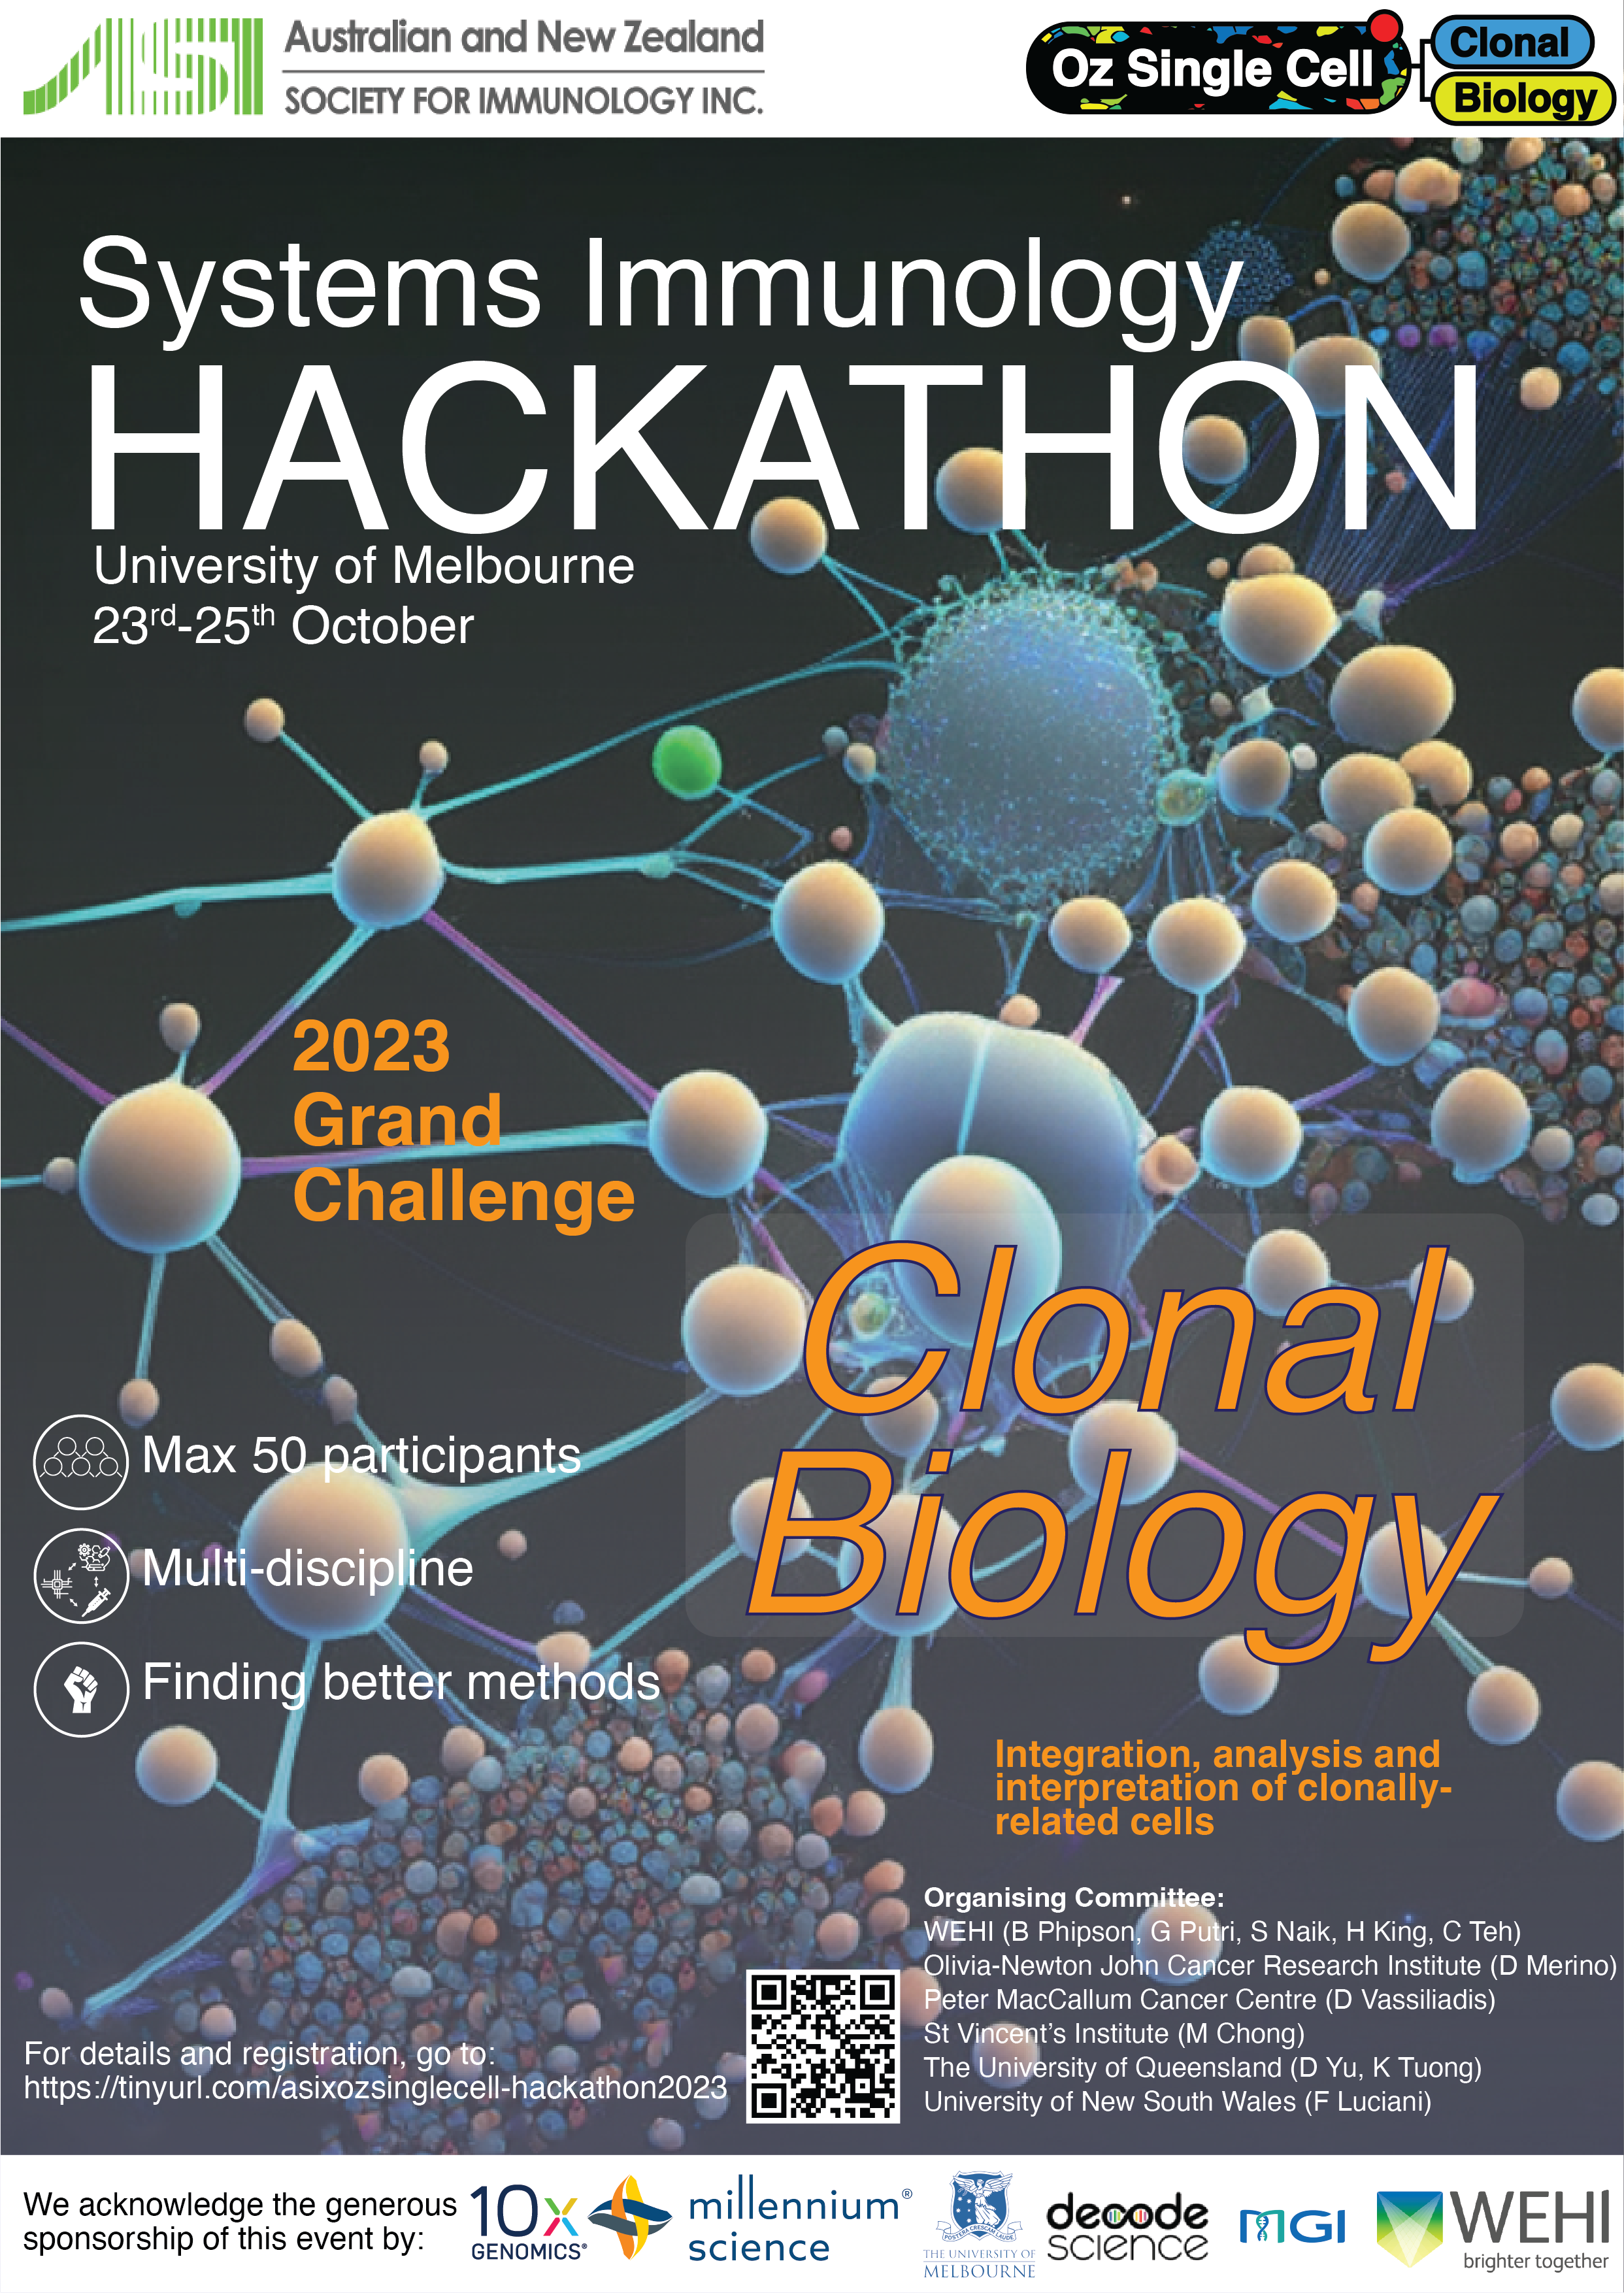 Australian and New Zealand
SOCIETY FOR IMMUNOLOGY INC.
Oz Single Cell
Clonal
Biology
Systems Immunology
HACKATHON
University of Melbourne
23rd-25th October
2023
Grand
Challenge
Clonal
Biology
Max 50 participants
Multi-discipline
Finding better methods
Integration, analysis and
interpretation of clonally-
related cells
Organising Committee:
WEHI (B Phipson, G Putri, S Naik, H King, C Teh)
Olivia-Newton John Cancer Research Institute (D Merino)
Peter MacCallum Cancer Centre (D Vassiliadis)
St Vincent's Institute (M Chong)
The University of Queensland (D Yu, K Tuong)
University of New South Wales (F Luciani)
For details and registration, go to:
https://tinyurl.com/asixozsinglecell-hackathon2023
We acknowledge the generous
sponsorship of this event by:
10x
GENOMICS®
millennium®
science
POSTERA CRESCAM LAUDE
THE UNIVERSITY OF
MELBOURNE
decode
science
MGI
WEHI
brighter together